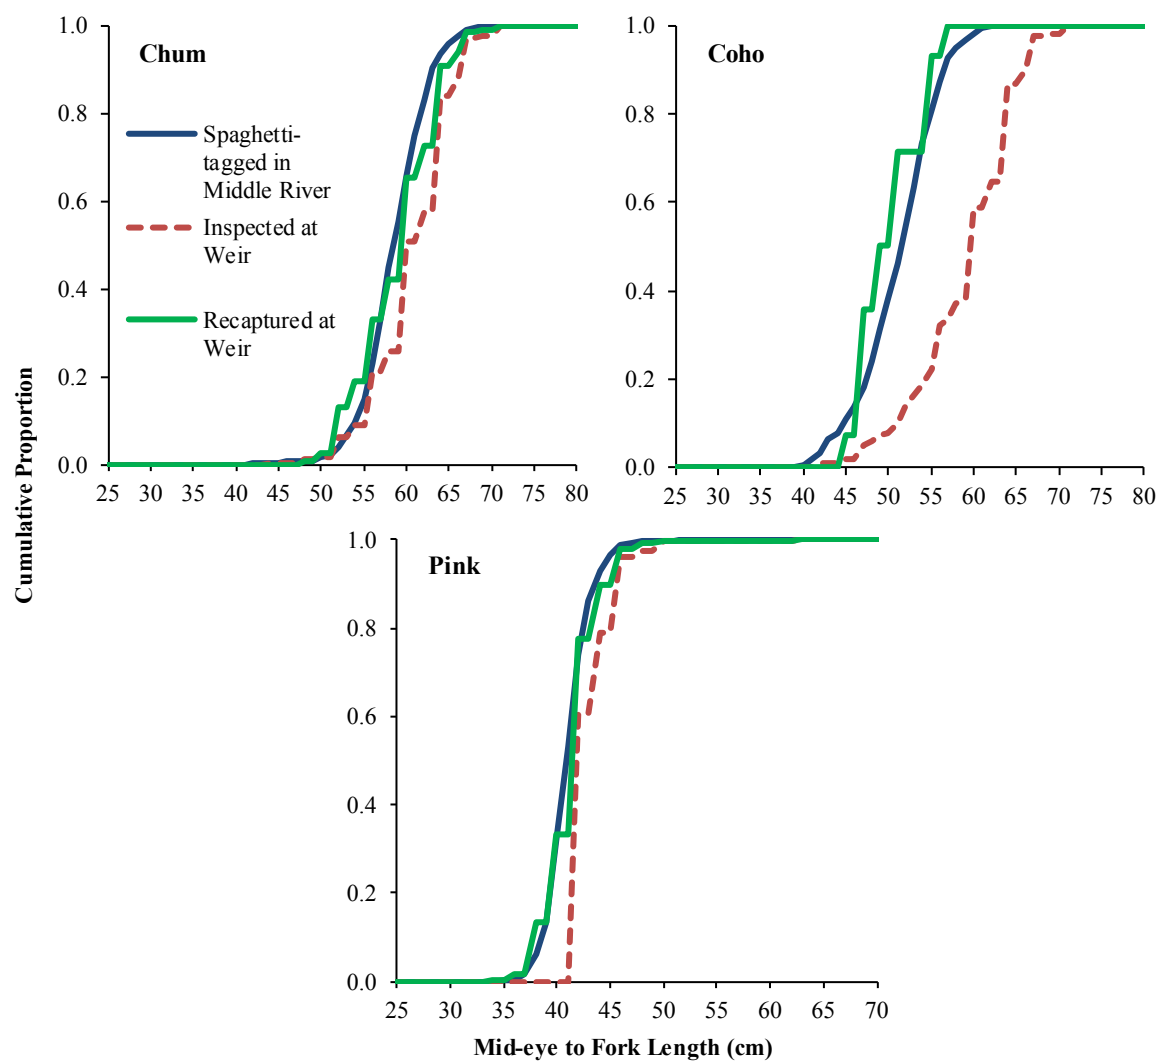 Chum
1.0
0.8
0.6
0.4
0.2
0.0
Spaghetti-
tagged in
Middle River
Inspected at
Weir
Recaptured at
Weir
25 30 35 40 45 50 55 60 65 70 75 80
Coho
1.0
0.8
0.6
0.4
0.2
0.0
25 30 35 40 45 50 55 60 65 70 75 80
Cumulative Proportion
Pink
1.0
0.8
0.6
0.4
0.2
0.0
25 30 35 40 45 50 55 60 65 70
Mid-eye to Fork Length (cm)